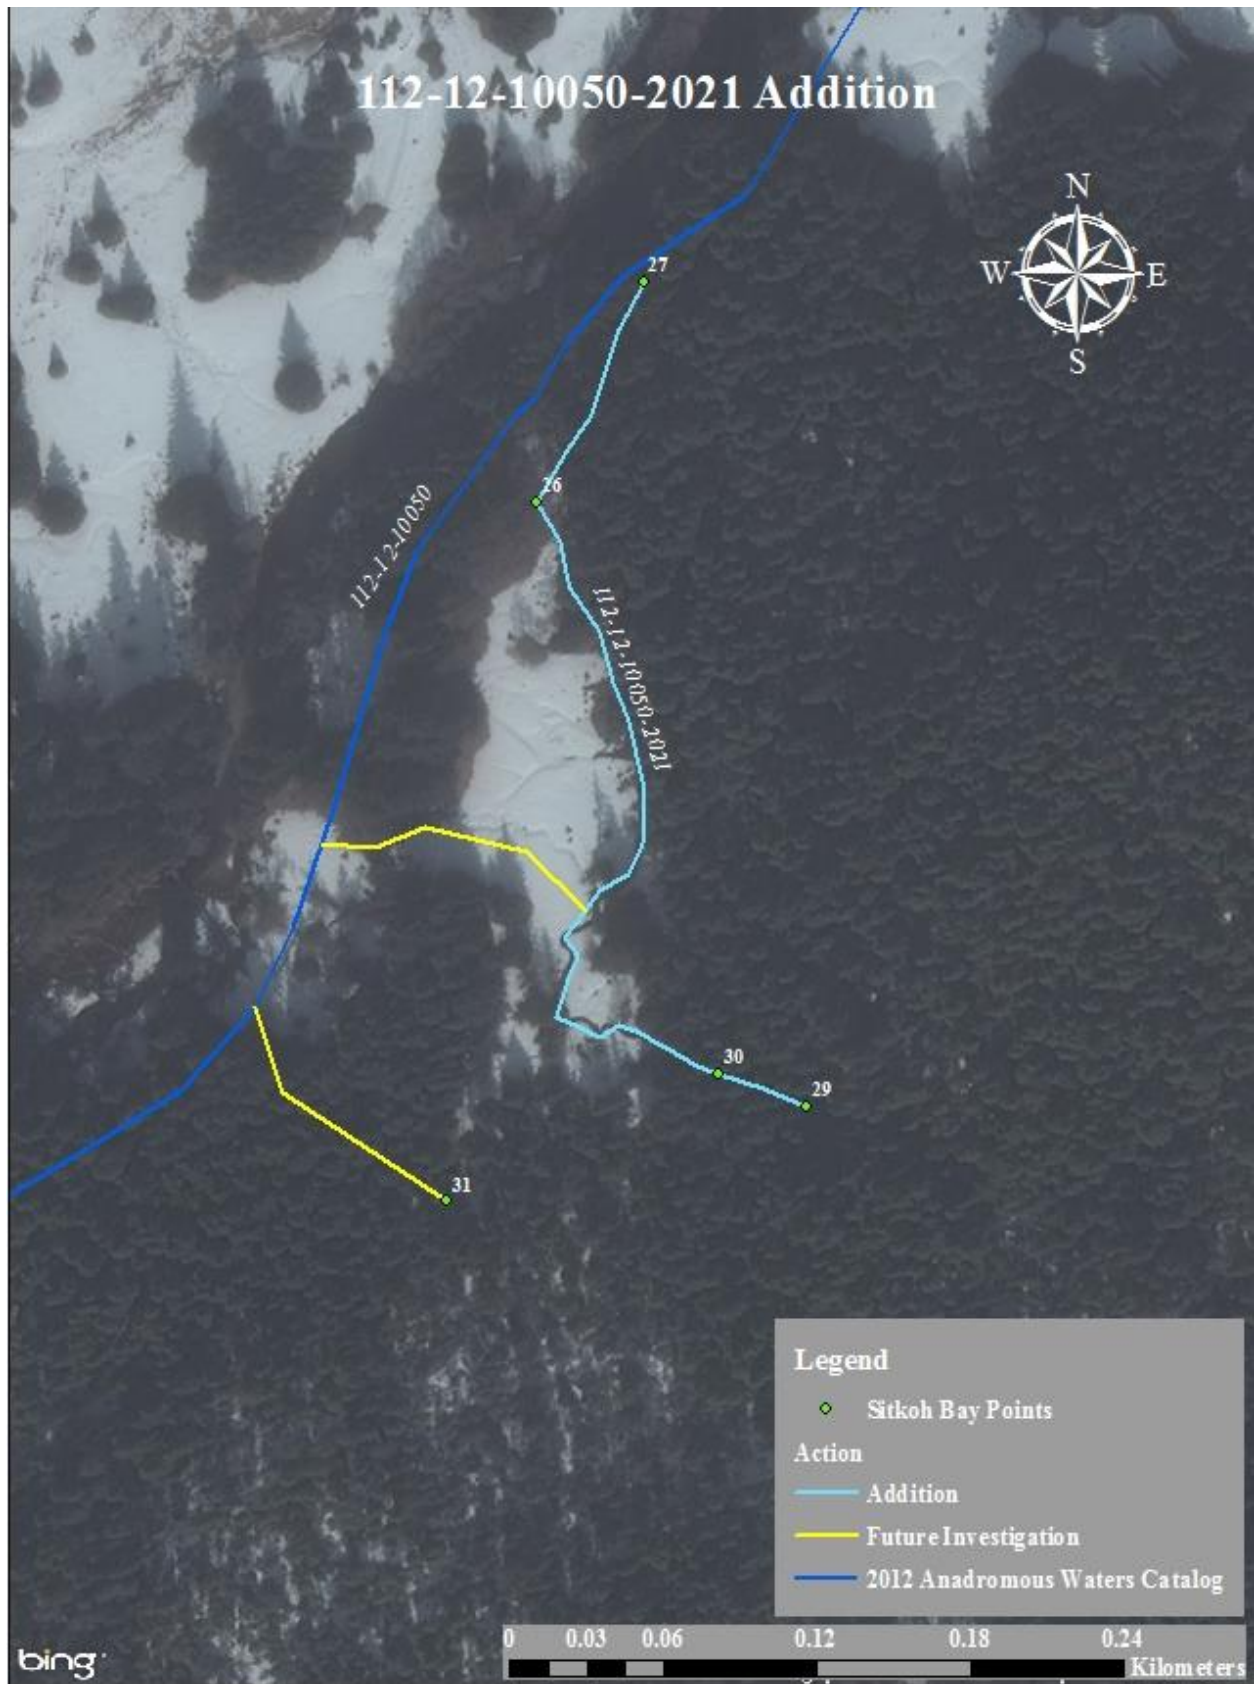 112-12-10050-2021 Addition
N
W E
S
27
26
112-12-10050
112-12-10050-2021
30
29
31
Legend
Sitkoh Bay Points
Action
Addition
Future Investigation
2012 Anadromous Waters Catalog
0 0.03 0.06 0.12 0.18 0.24
Kilometers
bing